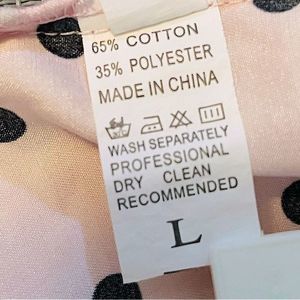 65% COTTON
35% POLYESTER
MADE IN CHINA
WASH SEPARATELY
PROFESSIONAL
DRY CLEAN
RECOMMENDED
L